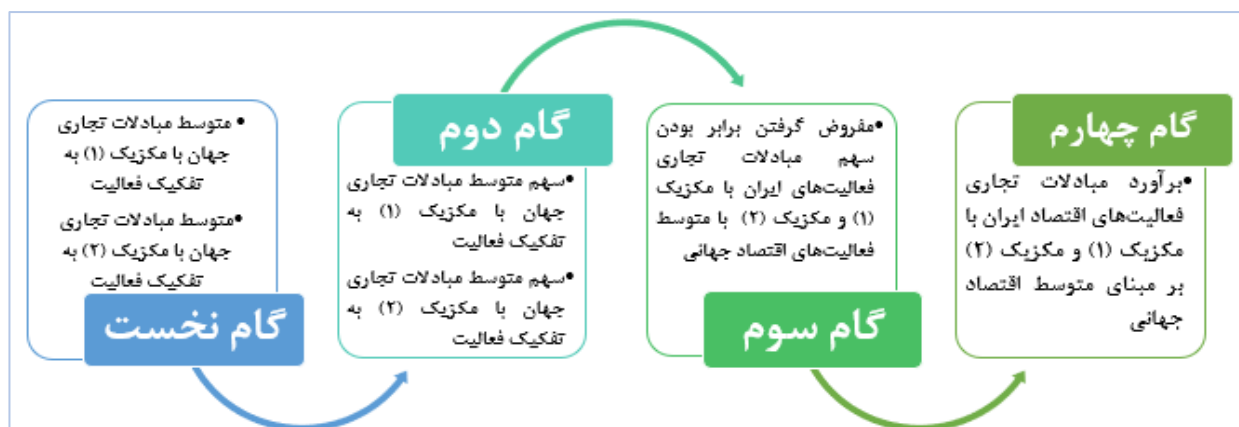 • متوسط مبادلات تجاری
جهان با مکزیک (۱) به
تفکیک فعالیت
•متوسط مبادلات تجاری
جهان با مکزیک (۲) به
تفکیک فعالیت
گام نخست
گام دوم
•سهم متوسط مبادلات تجاری
جهان با مکزیک (۱) به
تفکیک فعالیت
•سهم متوسط مبادلات تجاری
جهان با مکزیک (۲) به
تفکیک فعالیت
•مفروض گرفتن برابر بودن
سهم مبادلات تجاری
فعالیت‌های ایران با مکزیک
(۱) و مکزیک (۲) با متوسط
فعالیت‌های اقتصاد جهانی
گام سوم
گام چهارم
•برآورد مبادلات تجاری
فعالیت‌های اقتصاد ایران با
مکزیک (۱) و مکزیک (۲)
بر مبنای متوسط اقتصاد
جهانی